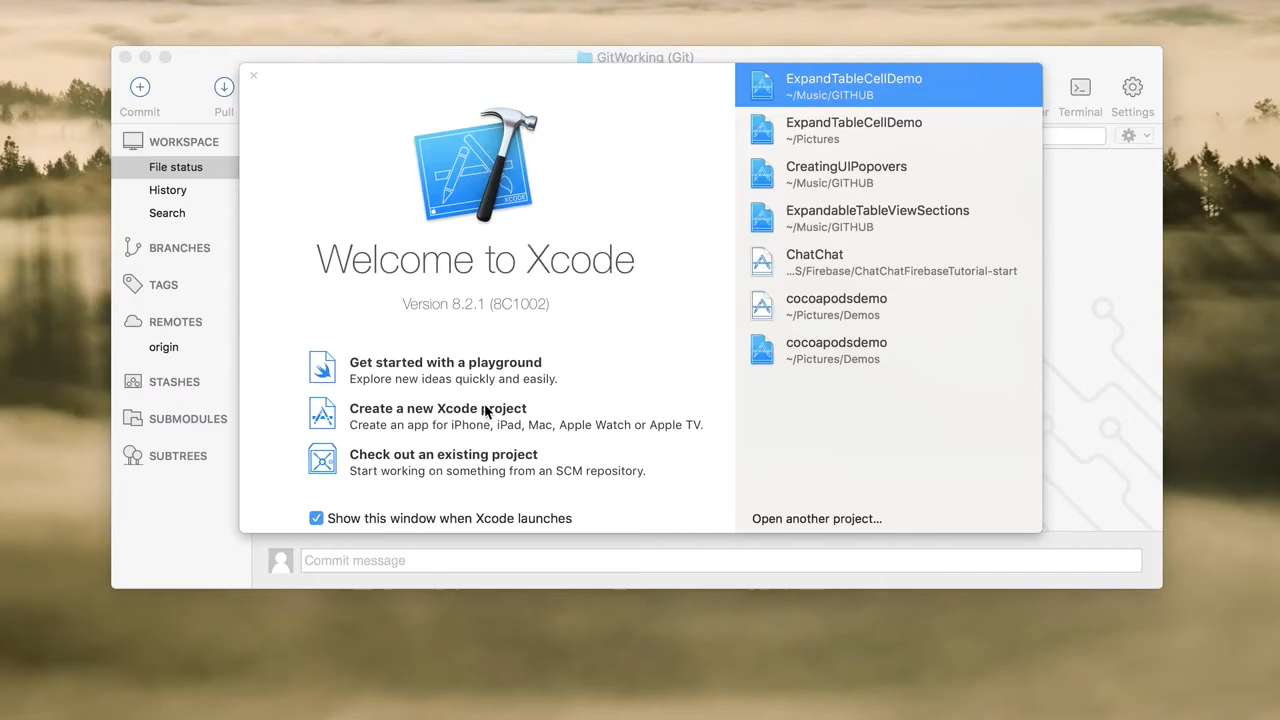 GitWorking (Git)
Commit
Pull
Terminal
Settings
WORKSPACE
File status
History
Search
BRANCHES
TAGS
REMOTES
origin
STASHES
SUBMODULES
SUBTREES
XCODE
Welcome to Xcode
Version 8.2.1 (8C1002)
Get started with a playground
Explore new ideas quickly and easily.
Create a new Xcode project
Create an app for iPhone, iPad, Mac, Apple Watch or Apple TV.
Check out an existing project
Start working on something from an SCM repository.
Show this window when Xcode launches
ExpandTableCellDemo
~/Music/GITHUB
ExpandTableCellDemo
~/Pictures
CreatingUIPopovers
~/Music/GITHUB
ExpandableTableViewSections
~/Music/GITHUB
ChatChat
...S/Firebase/ChatChatFirebaseTutorial-start
cocoapodsdemo
~/Pictures/Demos
cocoapodsdemo
~/Pictures/Demos
Open another project...
Commit message